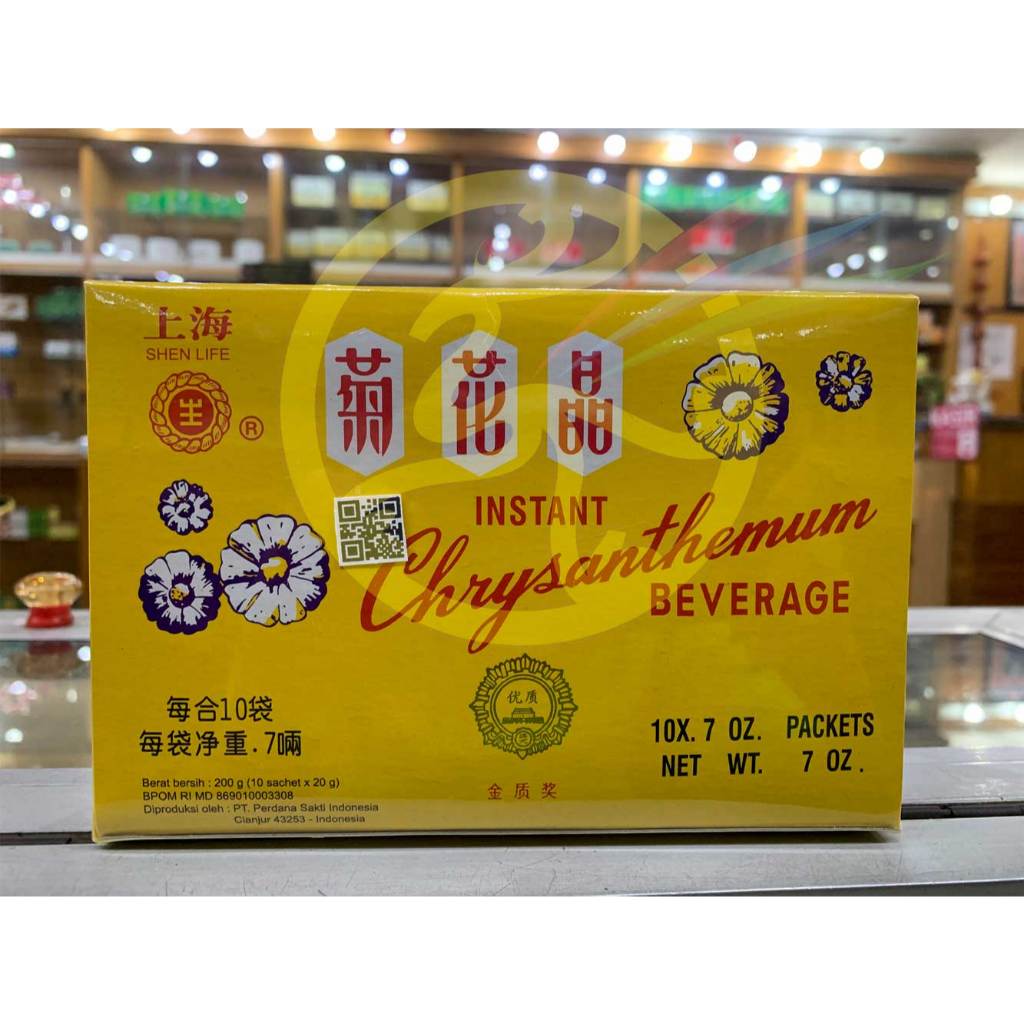 上海
SHEN LIFE
生
®
菊花晶
INSTANT
Chrysanthemum
BEVERAGE
优质
每合10袋
每袋净重.7啢
10X.7 OZ. PACKETS
NET WT. 7 OZ.
Berat bersih : 200 g (10 sachet x 20 g)
BPOM RI MD 869010003308
Diproduksi oleh : PT. Perdana Sakti Indonesia
Cianjur 43253 - Indonesia
金质奖